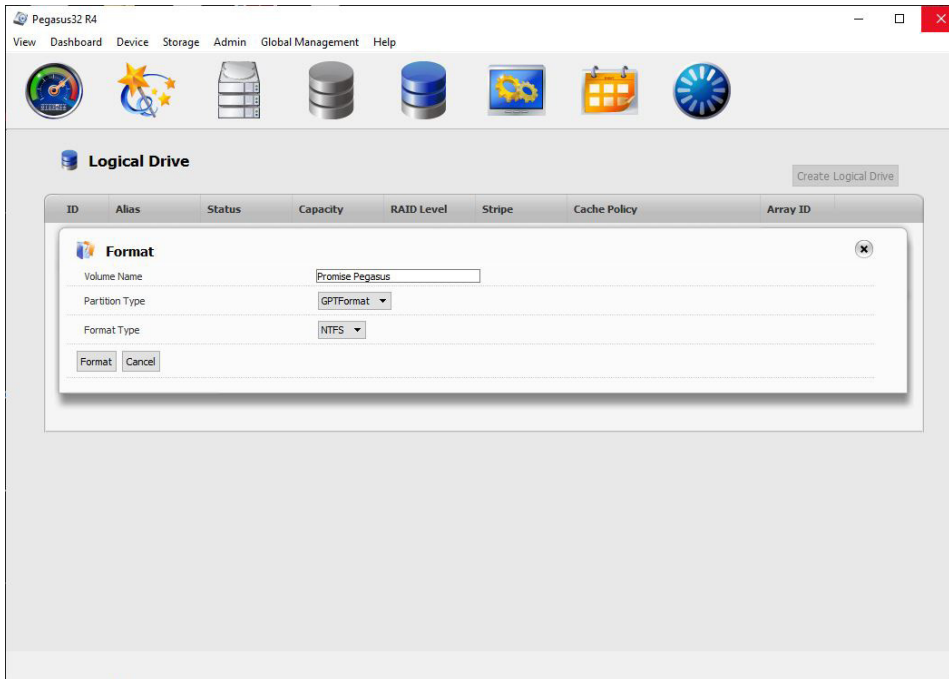 Pegasus32 R4
View Dashboard Device Storage Admin Global Management Help
Logical Drive
Create Logical Drive
ID Alias Status Capacity RAID Level Stripe Cache Policy Array ID
Format
Volume Name Promise Pegasus
Partition Type GPTFormat
Format Type NTFS
Format Cancel